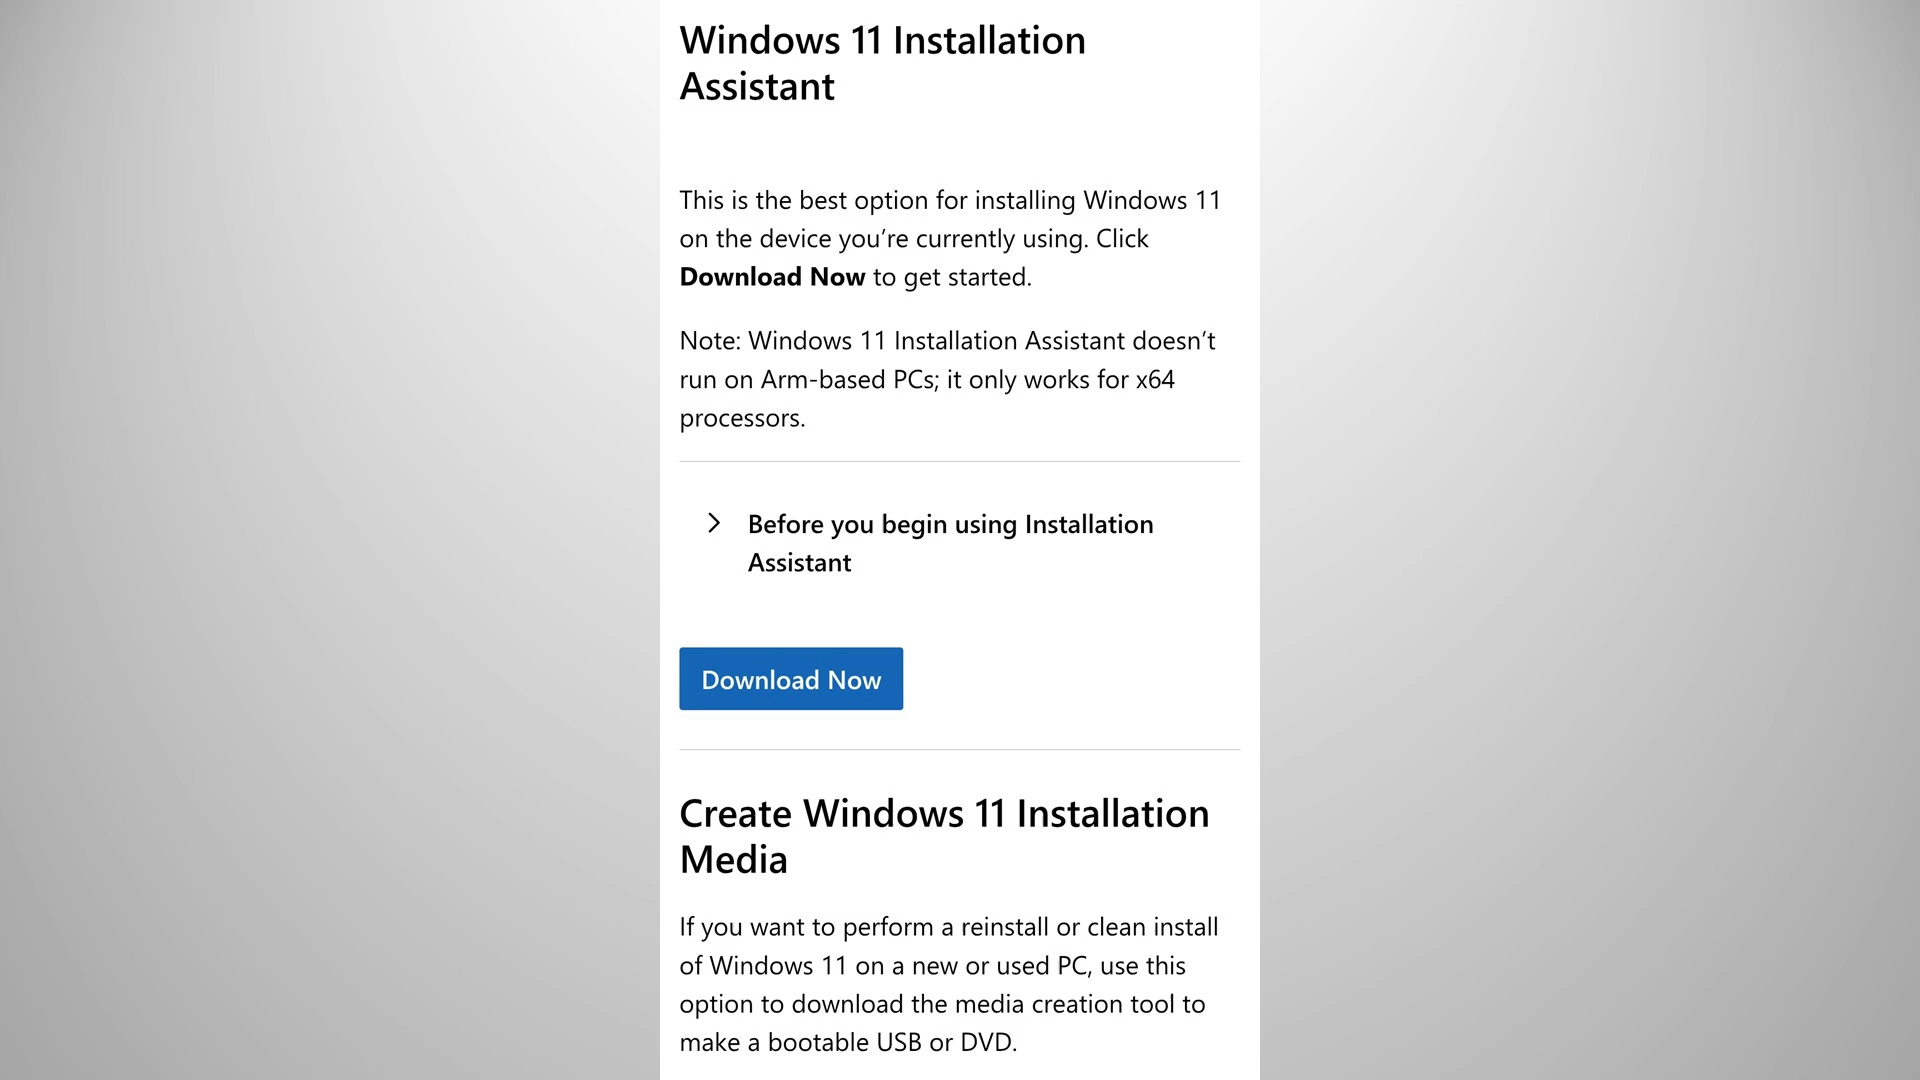 Windows 11 Installation
Assistant
This is the best option for installing Windows 11
on the device you’re currently using. Click
Download Now to get started.
Note: Windows 11 Installation Assistant doesn’t
run on Arm-based PCs; it only works for x64
processors.
Before you begin using Installation
Assistant
Download Now
Create Windows 11 Installation
Media
If you want to perform a reinstall or clean install
of Windows 11 on a new or used PC, use this
option to download the media creation tool to
make a bootable USB or DVD.